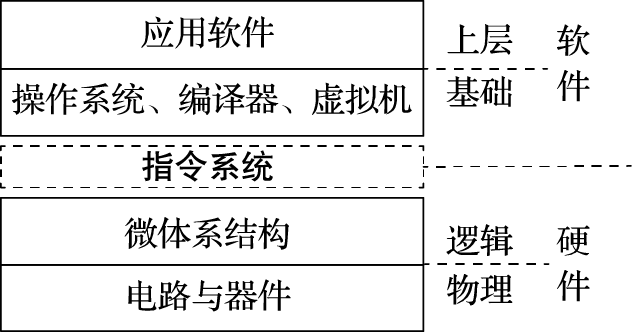 应用软件
上层
软件
操作系统、编译器、虚拟机
基础
指令系统
微体系结构
逻辑
硬件
电路与器件
物理